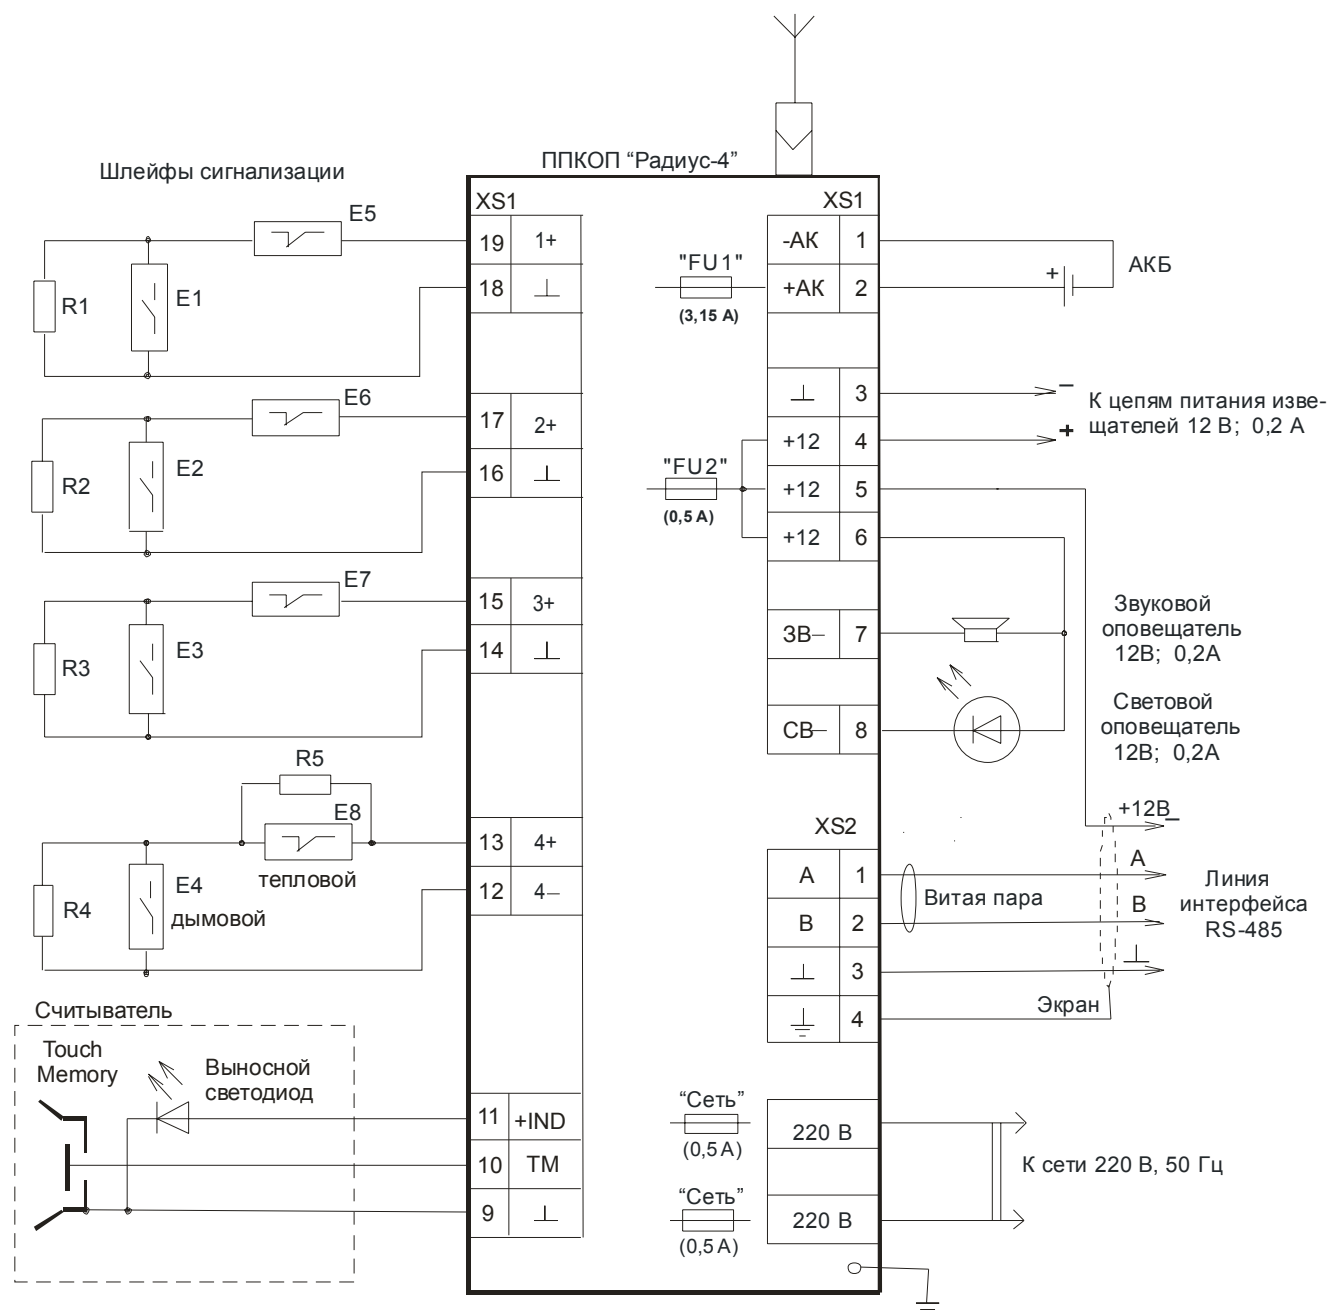 ППКОП “Радиус-4”
Шлейфы сигнализации
XS1
E5
19 1+
18 ⊥
R1
E1
E6
17 2+
16 ⊥
R2
E2
E7
15 3+
14 ⊥
R3
E3
R5
E8
13 4+
тепловой
12 4–
R4
E4
дымовой
Считыватель
Touch
Memory
Выносной
светодиод
11 +IND
10 TM
9 ⊥
XS1
-АК 1
"FU1"
+АК 2
(3,15 А)
+
АКБ
⊥ 3
–
К цепям питания изве-
щателей 12 В; 0,2 А
+12 4
+
"FU2"
+12 5
(0,5 А)
+12 6
ЗВ– 7
Звуковой
оповещатель
12В; 0,2А
СВ– 8
Световой
оповещатель
12В; 0,2А
XS2
+12В
–
A 1
A
Витая пара
B 2
B
Линия
интерфейса
RS-485
⊥ 3
⊥
4
Экран
“Сеть”
(0,5 А)
220 В
К сети 220 В, 50 Гц
“Сеть”
(0,5 А)
220 В